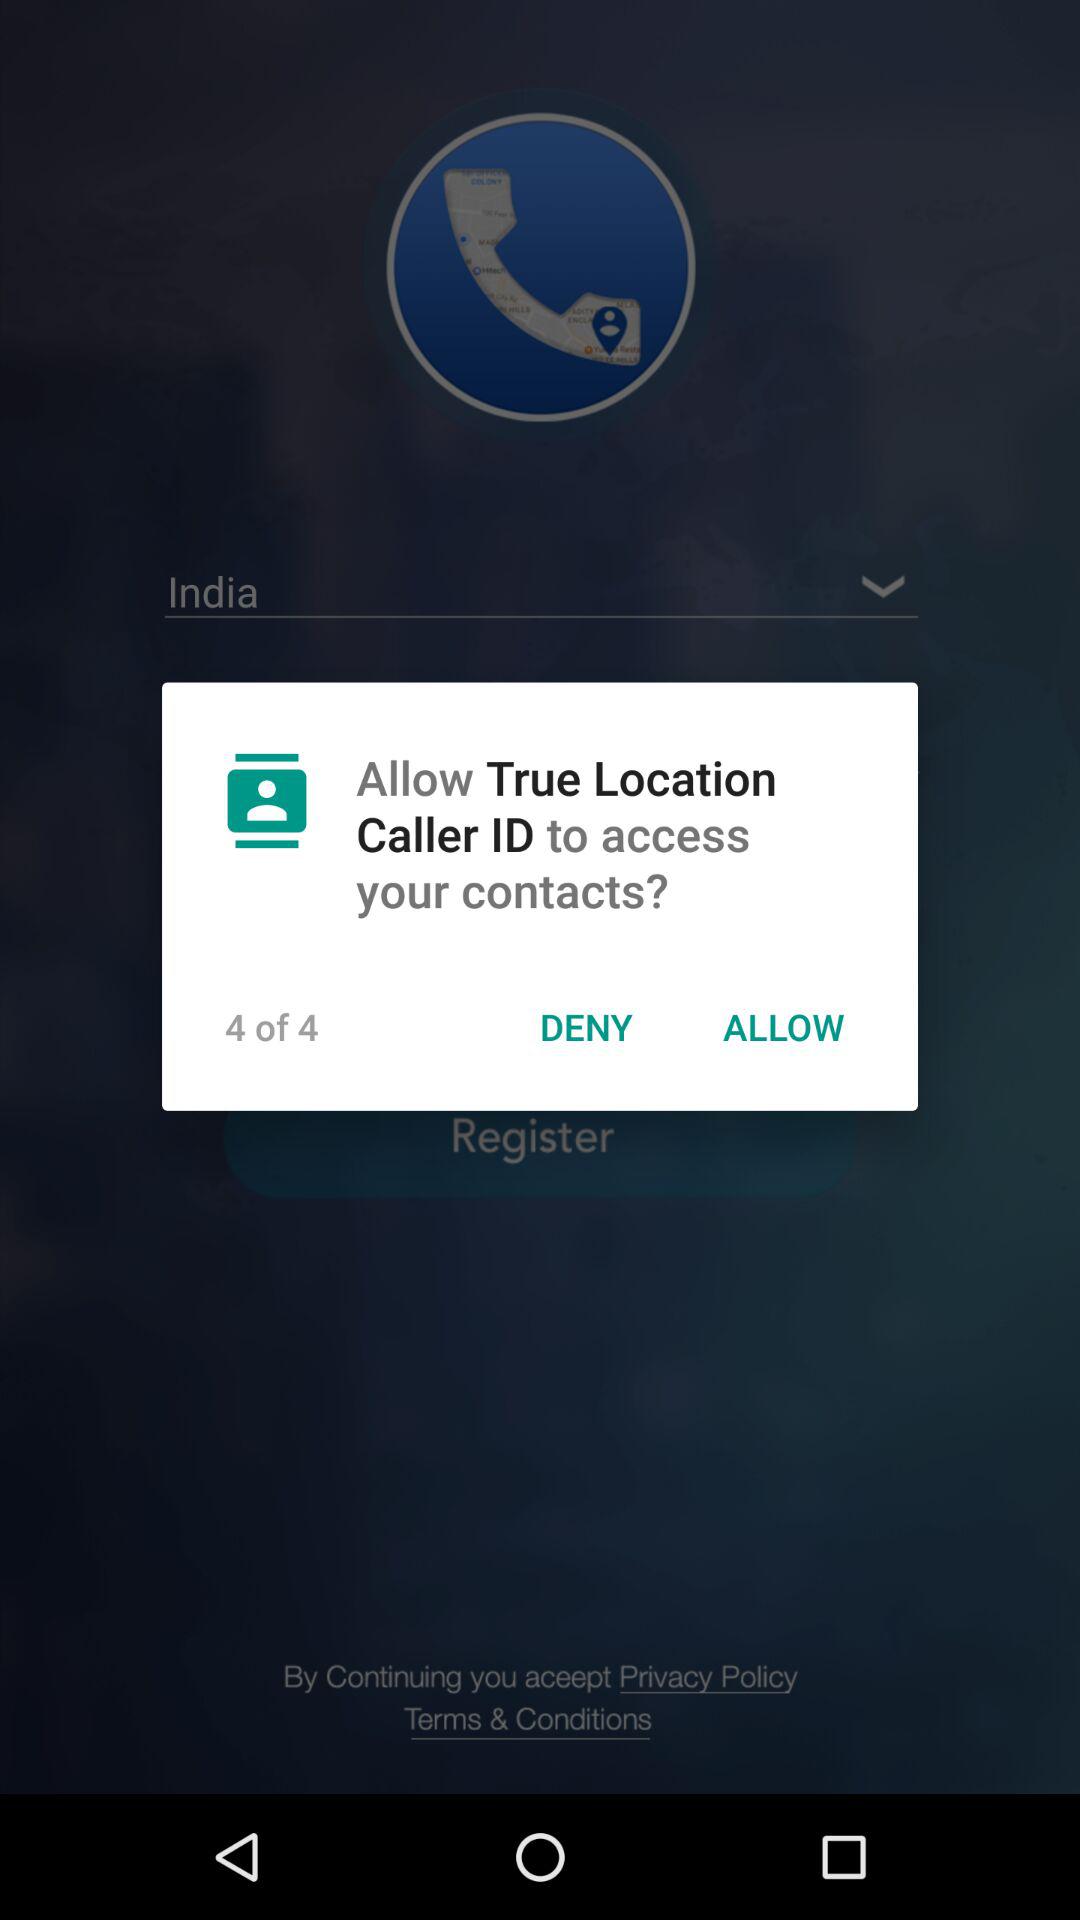 COLONY
India
Allow True Location
Caller ID to access
your contacts?
4 of 4
DENY
ALLOW
Register
By Continuing you aceept Privacy Policy
Terms & Conditions